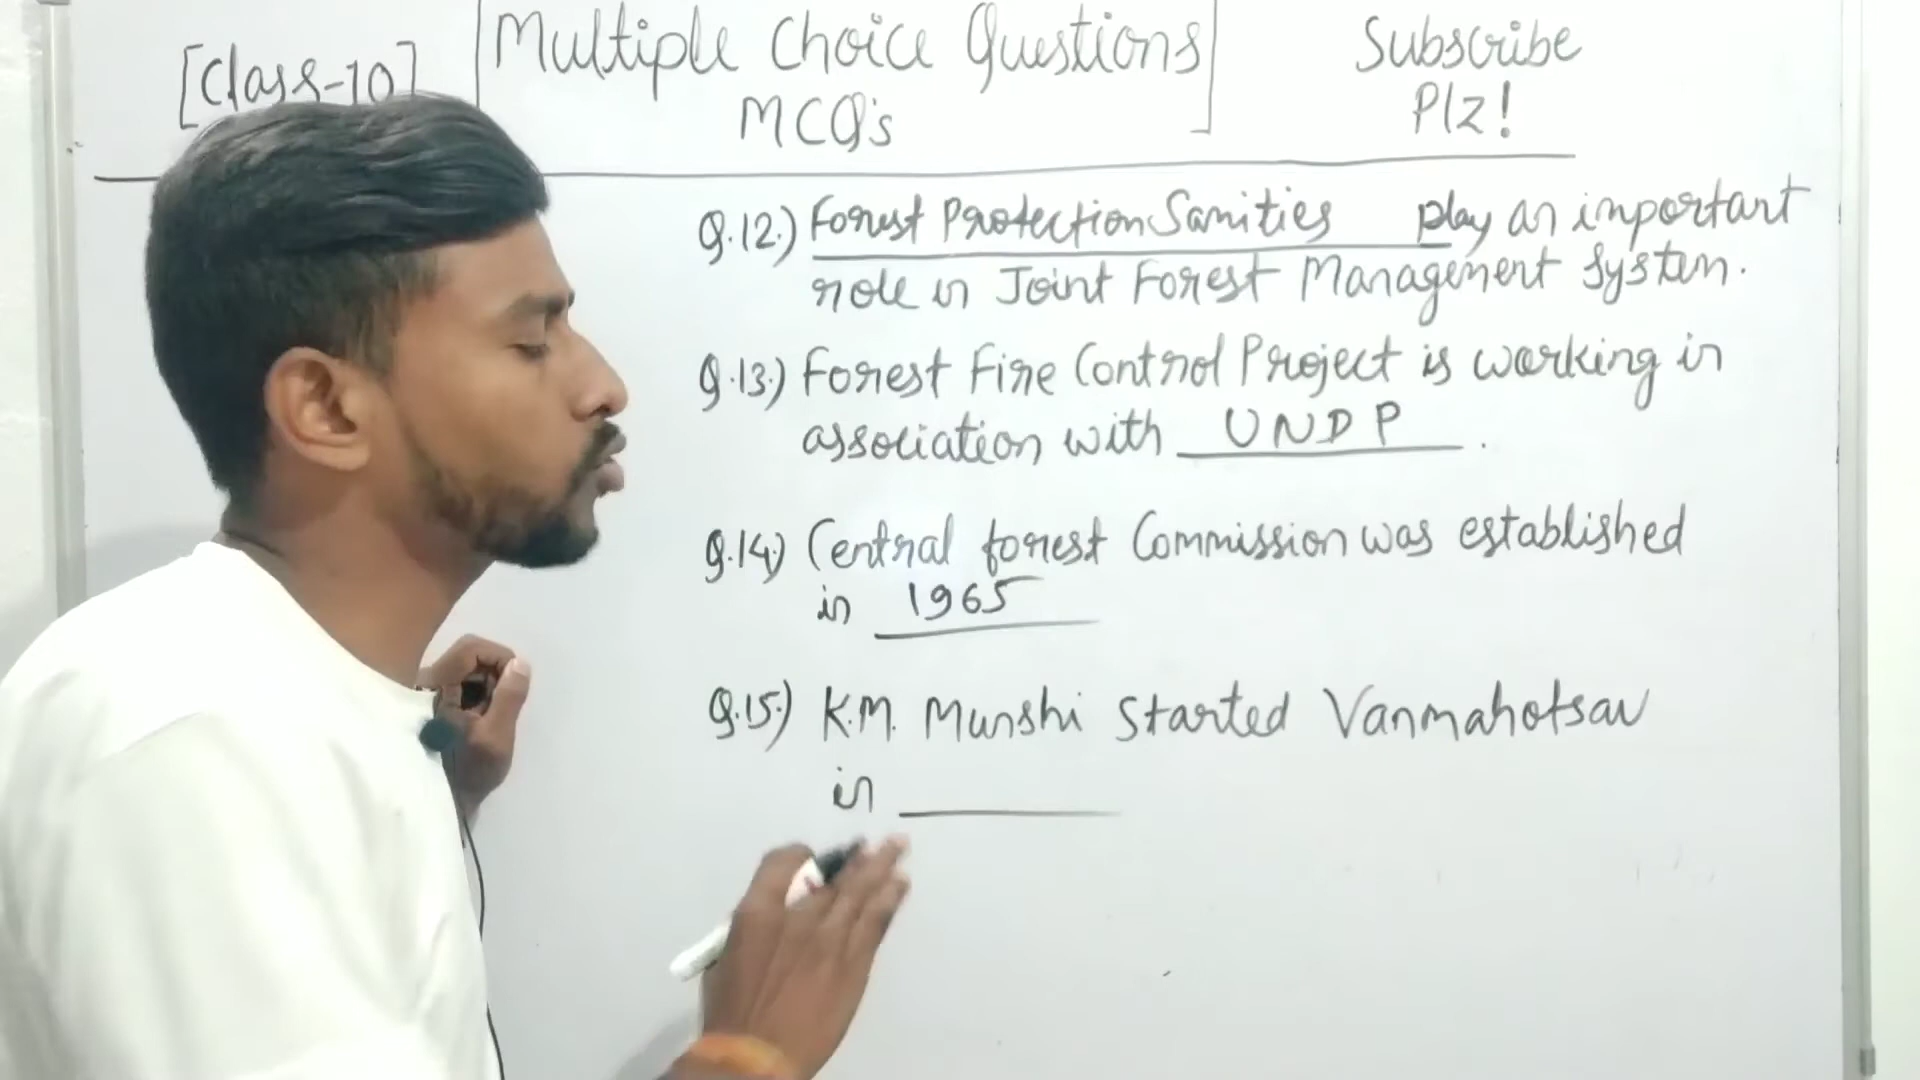 [Class-10]
Multiple Choice Questions
MCQ's
Subscribe
Plz!
Q.12.) Forest Protection Samities play an important
role in Joint Forest Management System.
Q.13.) Forest Fire Control Project is working in
association with UNDP.
Q.14.) Central forest Commission was established
in 1965
Q.15.) K.M. Munshi Started Vanmahotsav
in